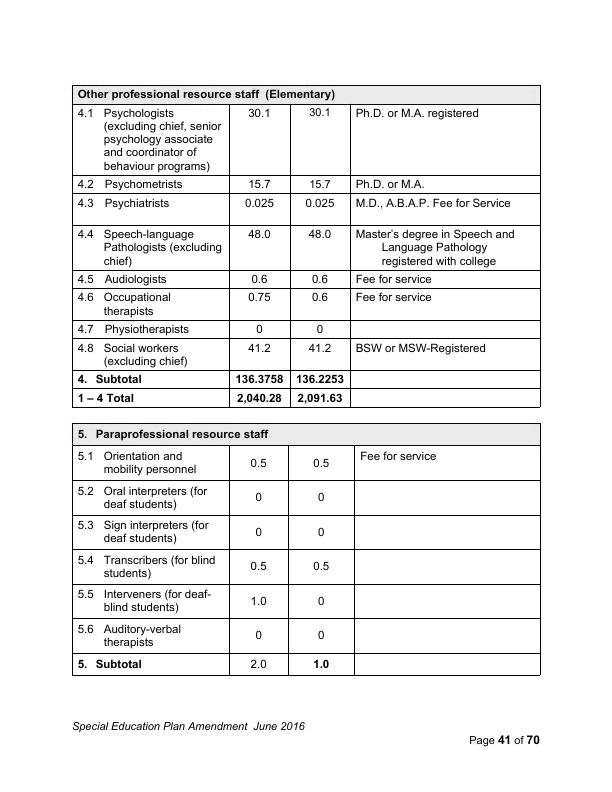 Other professional resource staff (Elementary)
4.1 Psychologists 30.1 30.1 Ph.D. or M.A. registered
(excluding chief, senior
psychology associate
and coordinator of
behaviour programs)
4.2 Psychometrists 15.7 15.7 Ph.D. or M.A.
4.3 Psychiatrists 0.025 0.025 M.D., A.B.A.P. Fee for Service
4.4 Speech-language 48.0 48.0 Master's degree in Speech and
Pathologists (excluding Language Pathology
chief) registered with college
4.5 Audiologists 0.6 0.6 Fee for service
4.6 Occupational 0.75 0.6 Fee for service
therapists
4.7 Physiotherapists 0 0
4.8 Social workers 41.2 41.2 BSW or MSW-Registered
(excluding chief)
4. Subtotal 136.3758 136.2253
1 – 4 Total 2,040.28 2,091.63
5. Paraprofessional resource staff
5.1 Orientation and 0.5 0.5 Fee for service
mobility personnel
5.2 Oral interpreters (for 0 0
deaf students)
5.3 Sign interpreters (for 0 0
deaf students)
5.4 Transcribers (for blind 0.5 0.5
students)
5.5 Interveners (for deaf- 1.0 0
blind students)
5.6 Auditory-verbal 0 0
therapists
5. Subtotal 2.0 1.0
Special Education Plan Amendment June 2016
Page 41 of 70